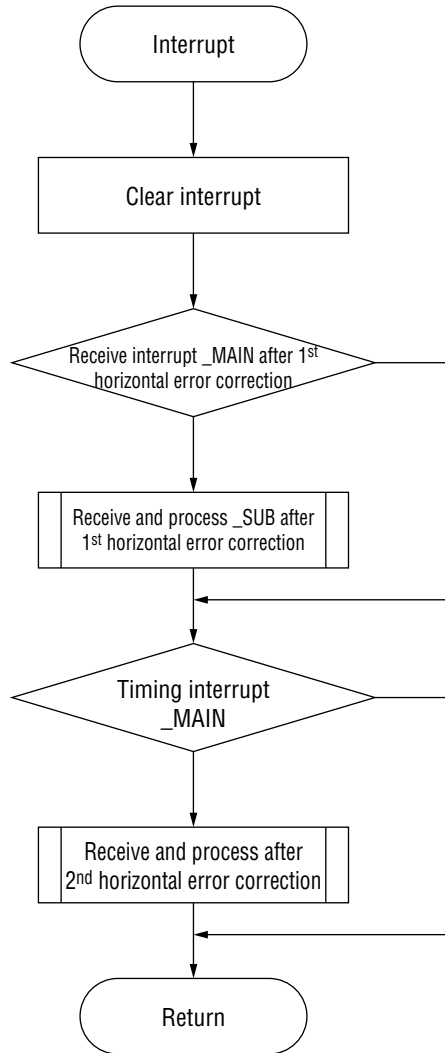 Interrupt
Clear interrupt
Receive interrupt _MAIN after 1st
horizontal error correction
Receive and process _SUB after
1st horizontal error correction
Timing interrupt
_MAIN
Receive and process after
2nd horizontal error correction
Return